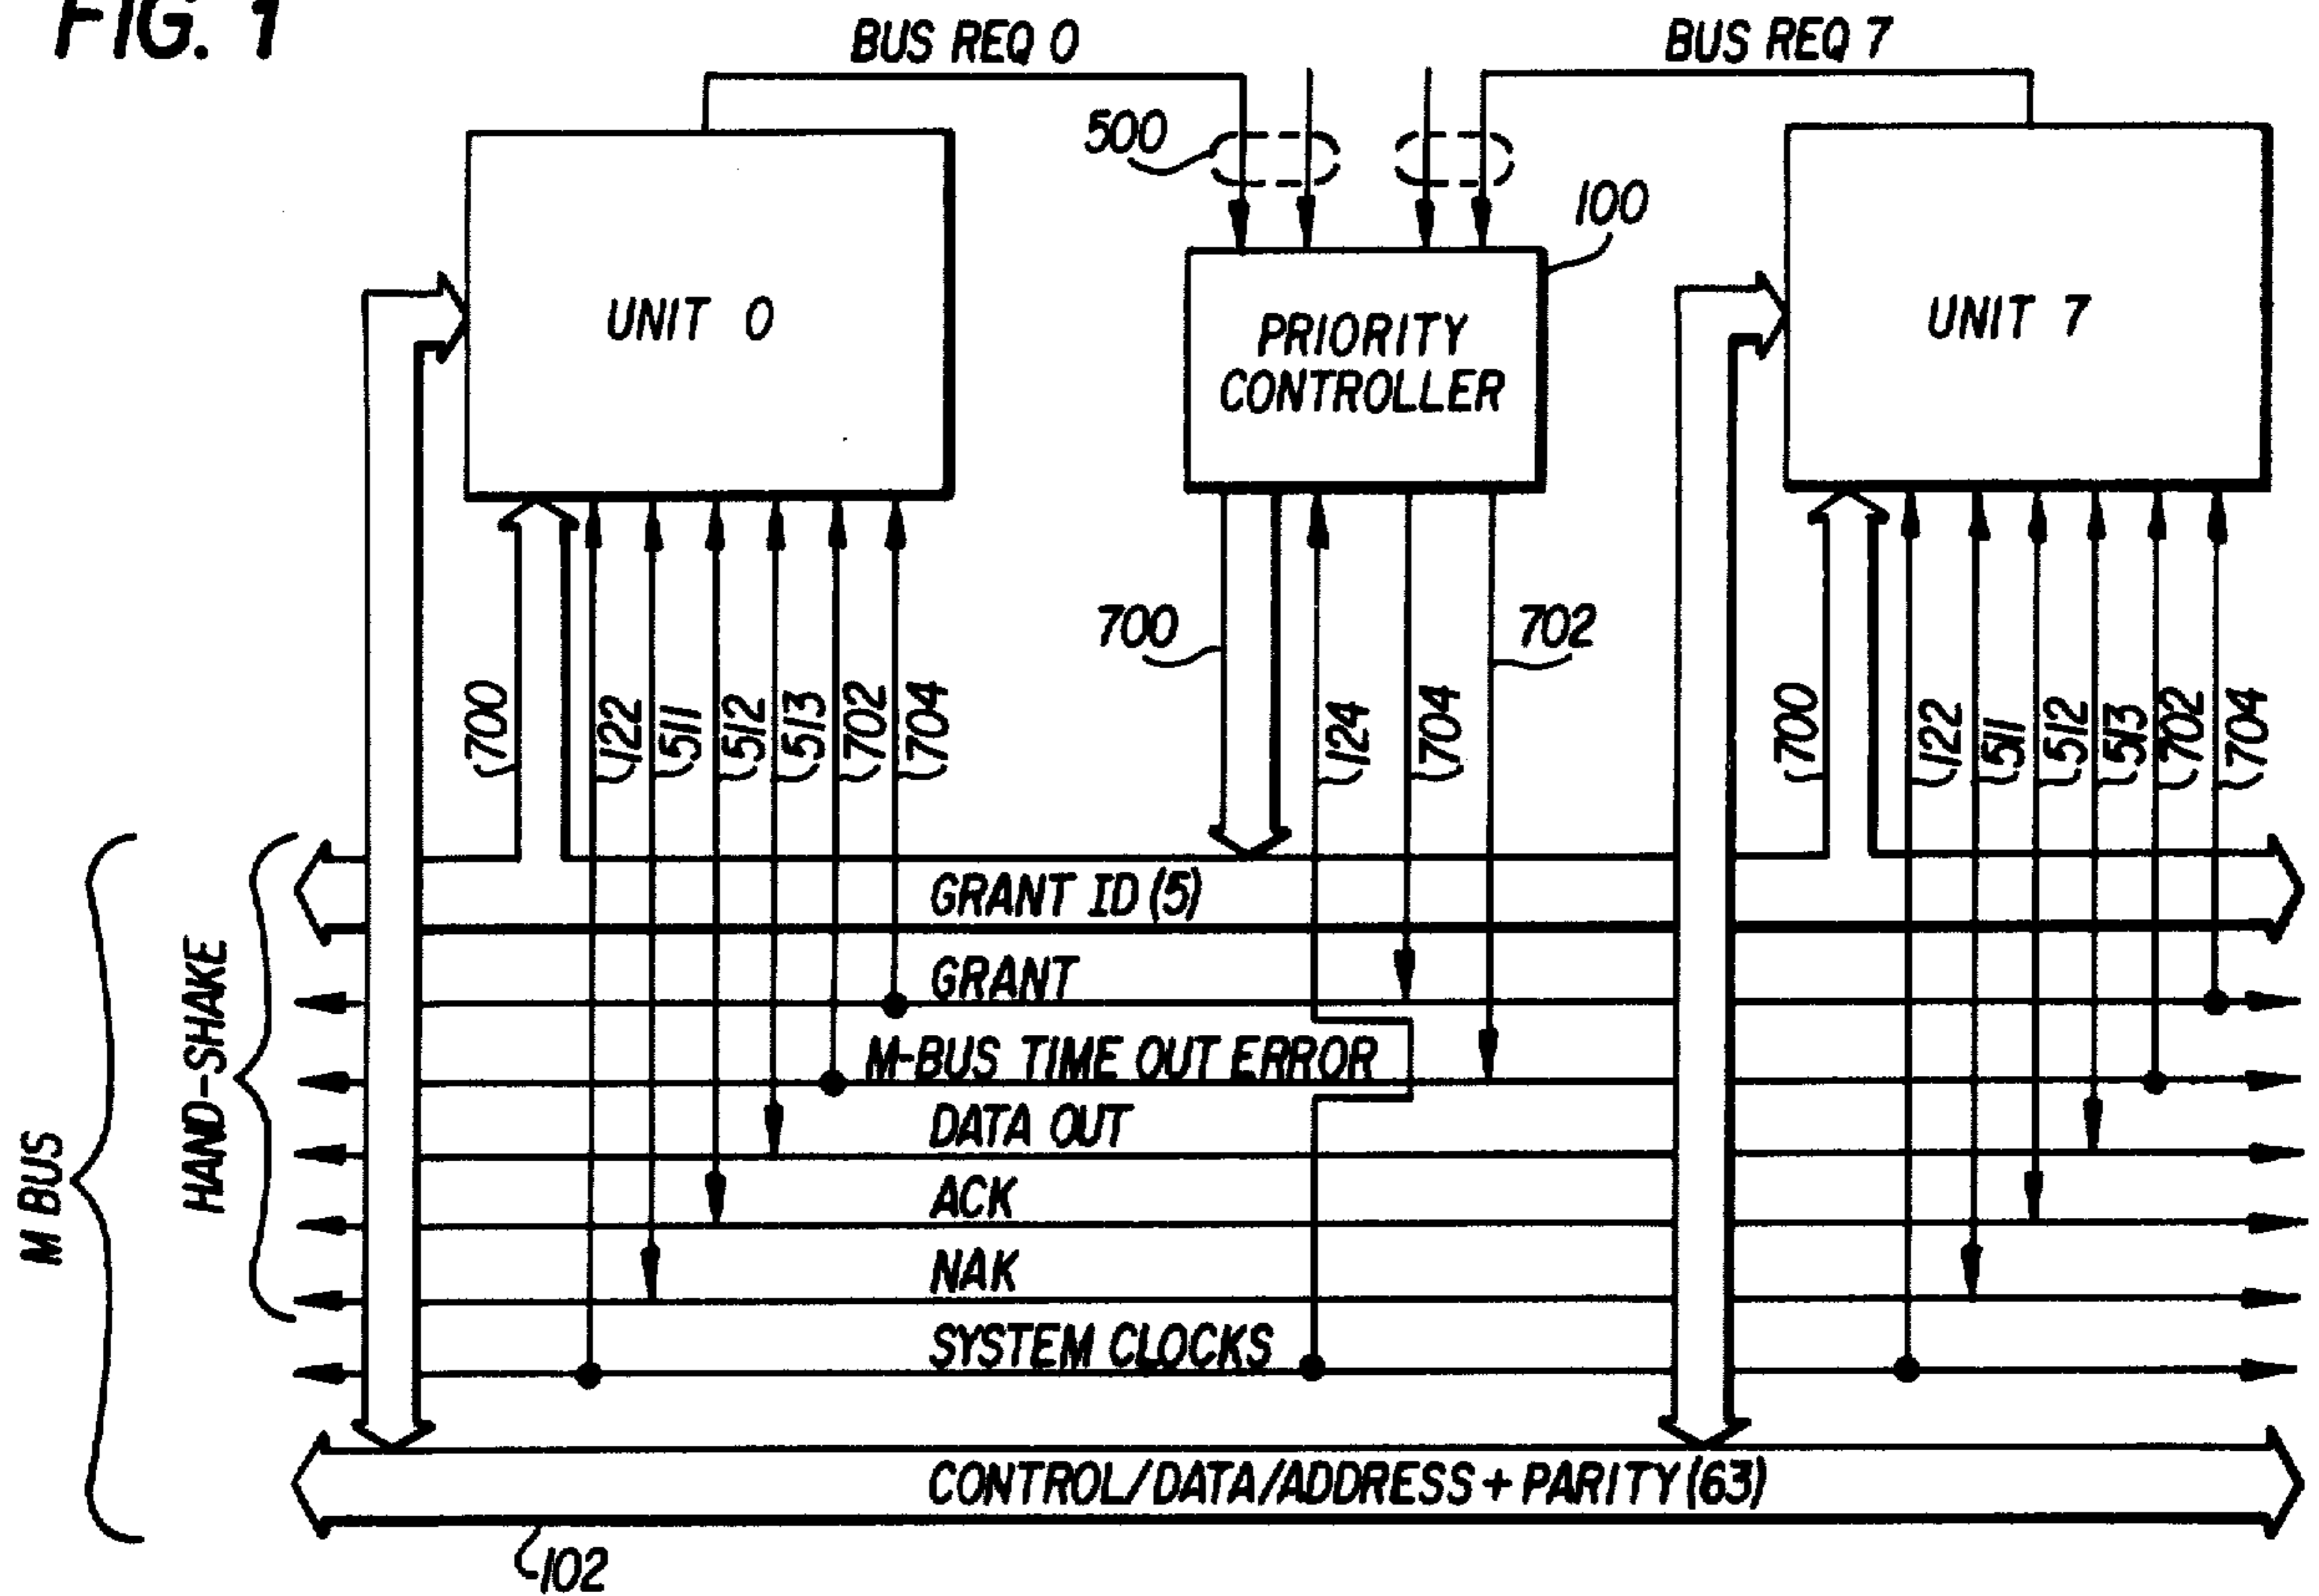 FIG. 1
BUS REQ 0
BUS REQ 7
500
100
UNIT 0
PRIORITY
CONTROLLER
UNIT 7
700
702
700
122
511
512
513
702
704
124
704
700
122
511
512
513
702
704
M BUS
HAND-SHAKE
GRANT ID (5)
GRANT
M-BUS TIME OUT ERROR
DATA OUT
ACK
NAK
SYSTEM CLOCKS
CONTROL/DATA/ADDRESS + PARITY (63)
102